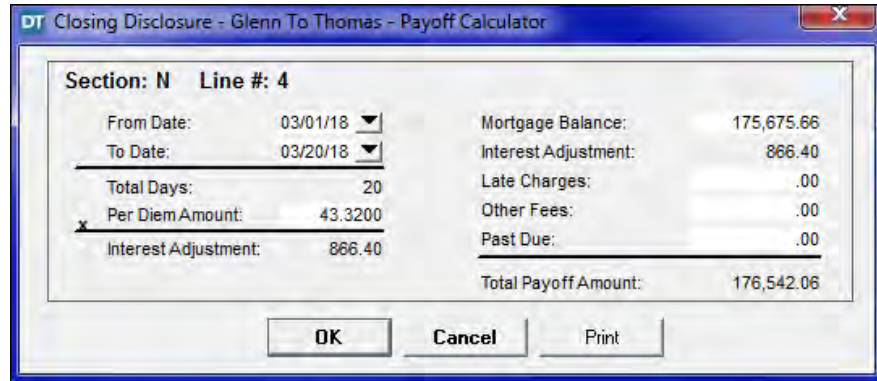 DT Closing Disclosure - Glenn To Thomas - Payoff Calculator
X
Section: N Line #: 4
From Date: 03/01/18
To Date: 03/20/18
Total Days: 20
x Per Diem Amount: 43.3200
Interest Adjustment: 866.40
Mortgage Balance: 175,675.66
Interest Adjustment: 866.40
Late Charges: .00
Other Fees: .00
Past Due: .00
Total Payoff Amount: 176,542.06
OK Cancel Print